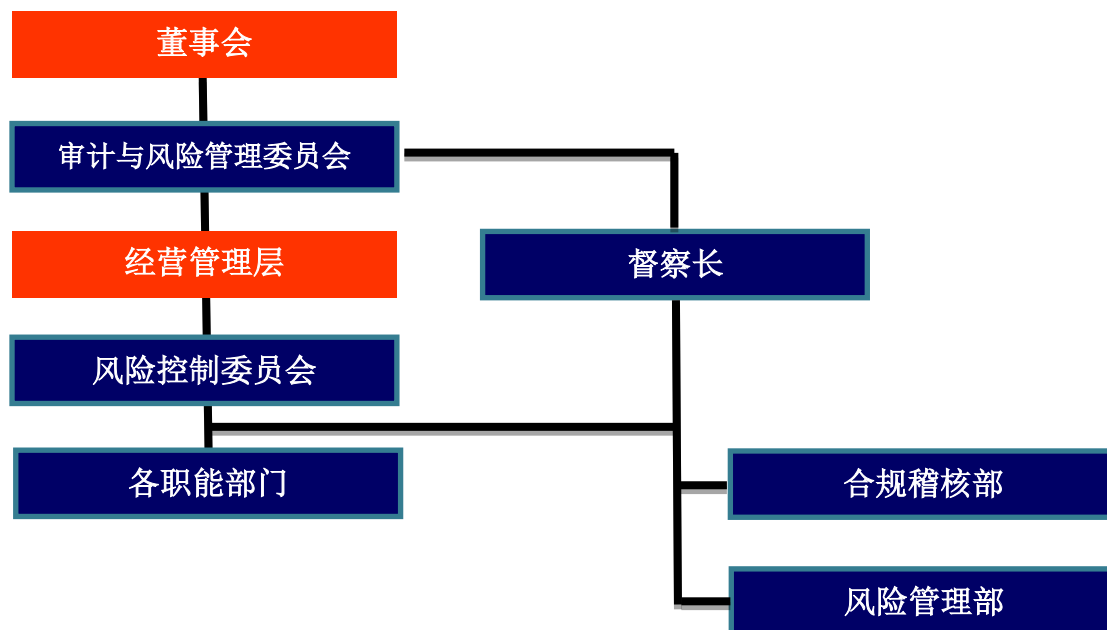 董事会
审计与风险管理委员会
经营管理层
督察长
风险控制委员会
各职能部门
合规稽核部
风险管理部